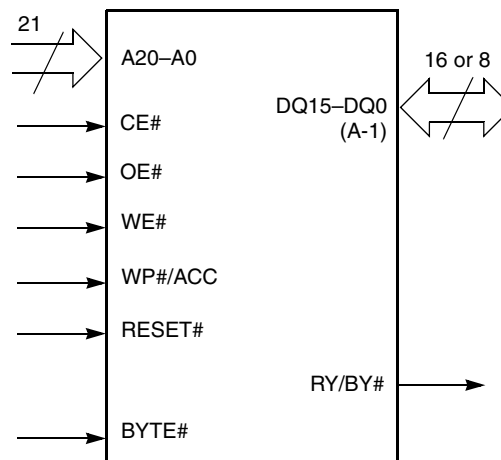 21
A20–A0
16 or 8
DQ15–DQ0
(A-1)
CE#
OE#
WE#
WP#/ACC
RESET#
RY/BY#
BYTE#